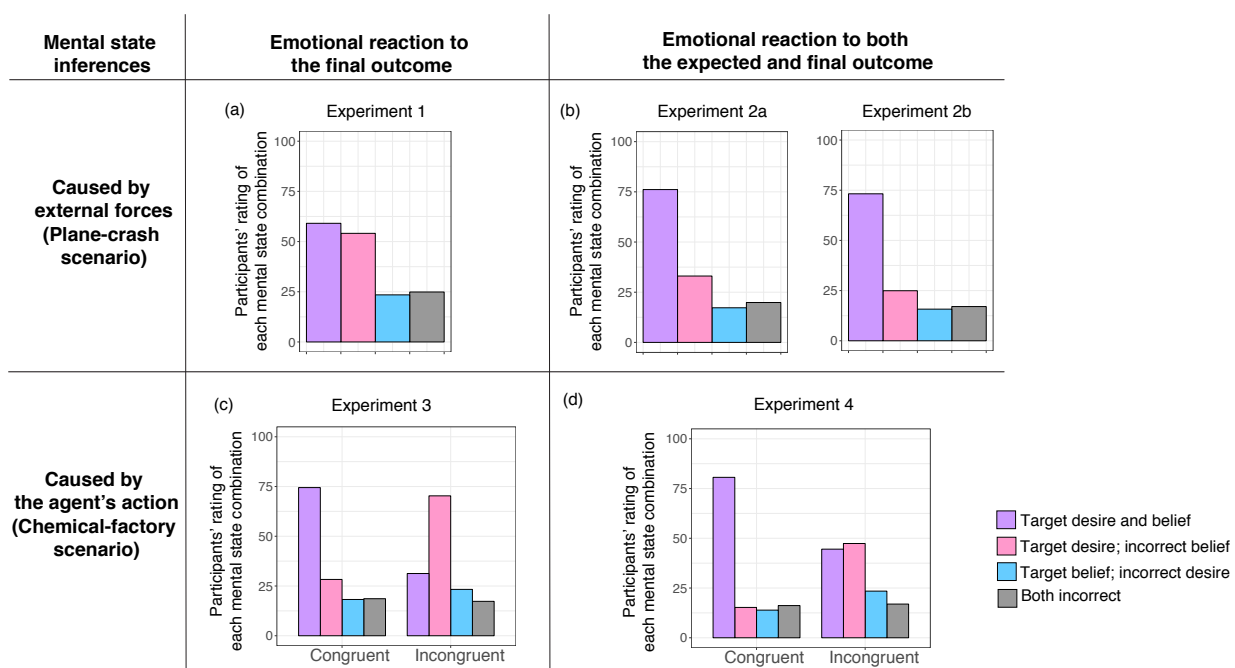 Mental state
inferences
Emotional reaction to
the final outcome
Emotional reaction to both
the expected and final outcome
Caused by
external forces
(Plane-crash
scenario)
(a)
Experiment 1
Participants' rating of
each mental state combination
100
75
50
25
0
(b)
Experiment 2a
Participants' rating of
each mental state combination
100
75
50
25
0
Experiment 2b
100
75
50
25
0
Caused by
the agent's action
(Chemical-factory
scenario)
(c)
Experiment 3
Participants' rating of
each mental state combination
100
75
50
25
0
Congruent Incongruent
(d)
Experiment 4
Participants' rating of
each mental state combination
100
75
50
25
0
Congruent Incongruent
Target desire and belief
Target desire; incorrect belief
Target belief; incorrect desire
Both incorrect